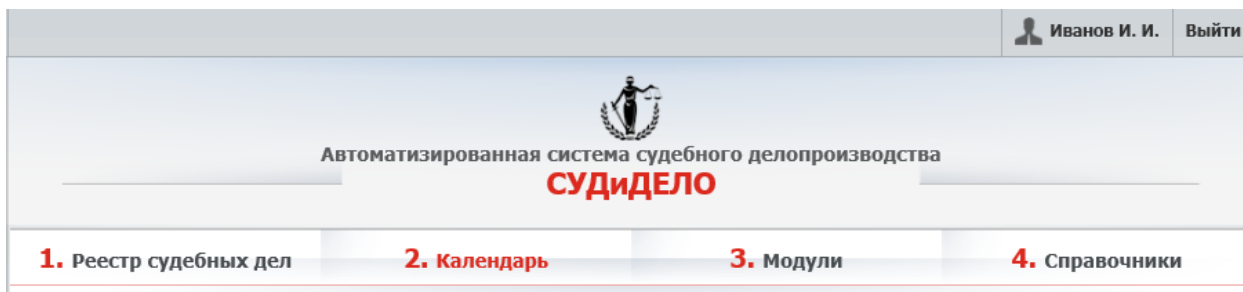 Иванов И. И. Выйти
Автоматизированная система судебного делопроизводства
СУДиДЕЛО
1. Реестр судебных дел 2. Календарь 3. Модули 4. Справочники